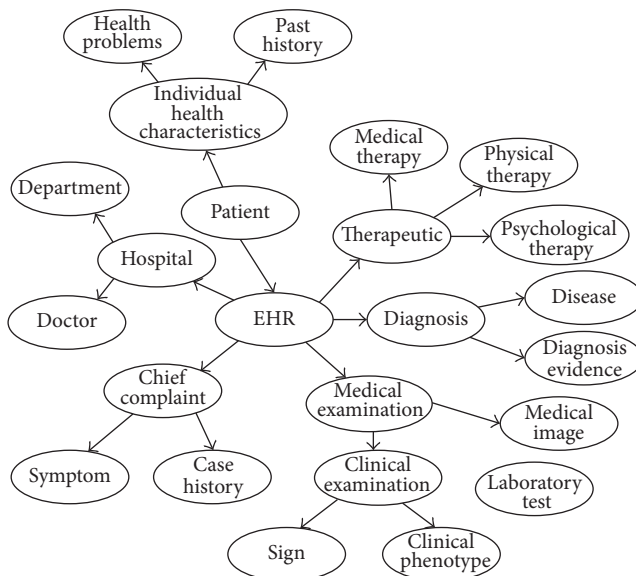 Health
problems
Past
history
Individual
health
characteristics
Medical
therapy
Physical
therapy
Department
Patient
Therapeutic
Psychological
therapy
Hospital
Disease
Doctor
EHR
Diagnosis
Diagnosis
evidence
Chief
complaint
Medical
examination
Medical
image
Symptom
Case
history
Clinical
examination
Laboratory
test
Sign
Clinical
phenotype